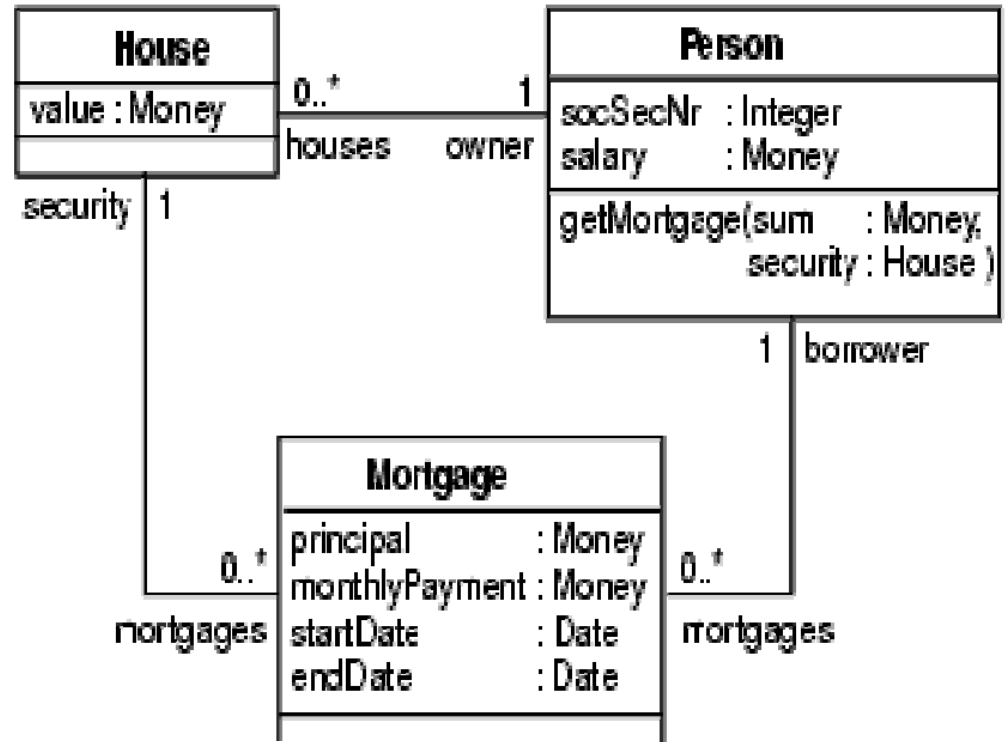 House
value : Money
0..*
1
houses
owner
Person
socSecNr : Integer
salary : Money
getMortgage(sum : Money,
security : House )
security
1
1
borrower
Mortgage
principal : Money
monthlyPayment : Money
startDate : Date
endDate : Date
0..*
mortgages
0..*
mortgages